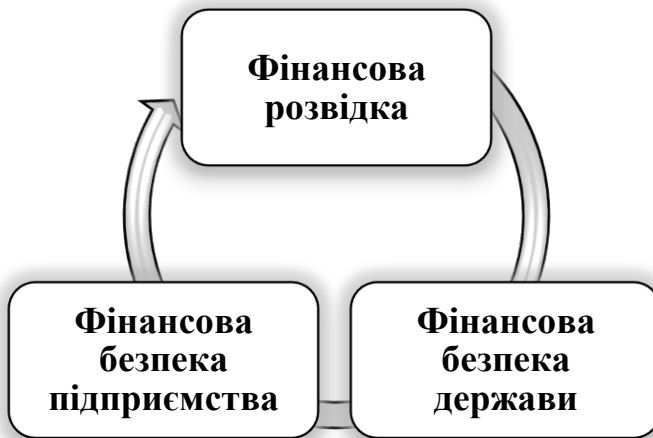 Фінансова
розвідка
Фінансова
безпека
підприємства
Фінансова
безпека
держави